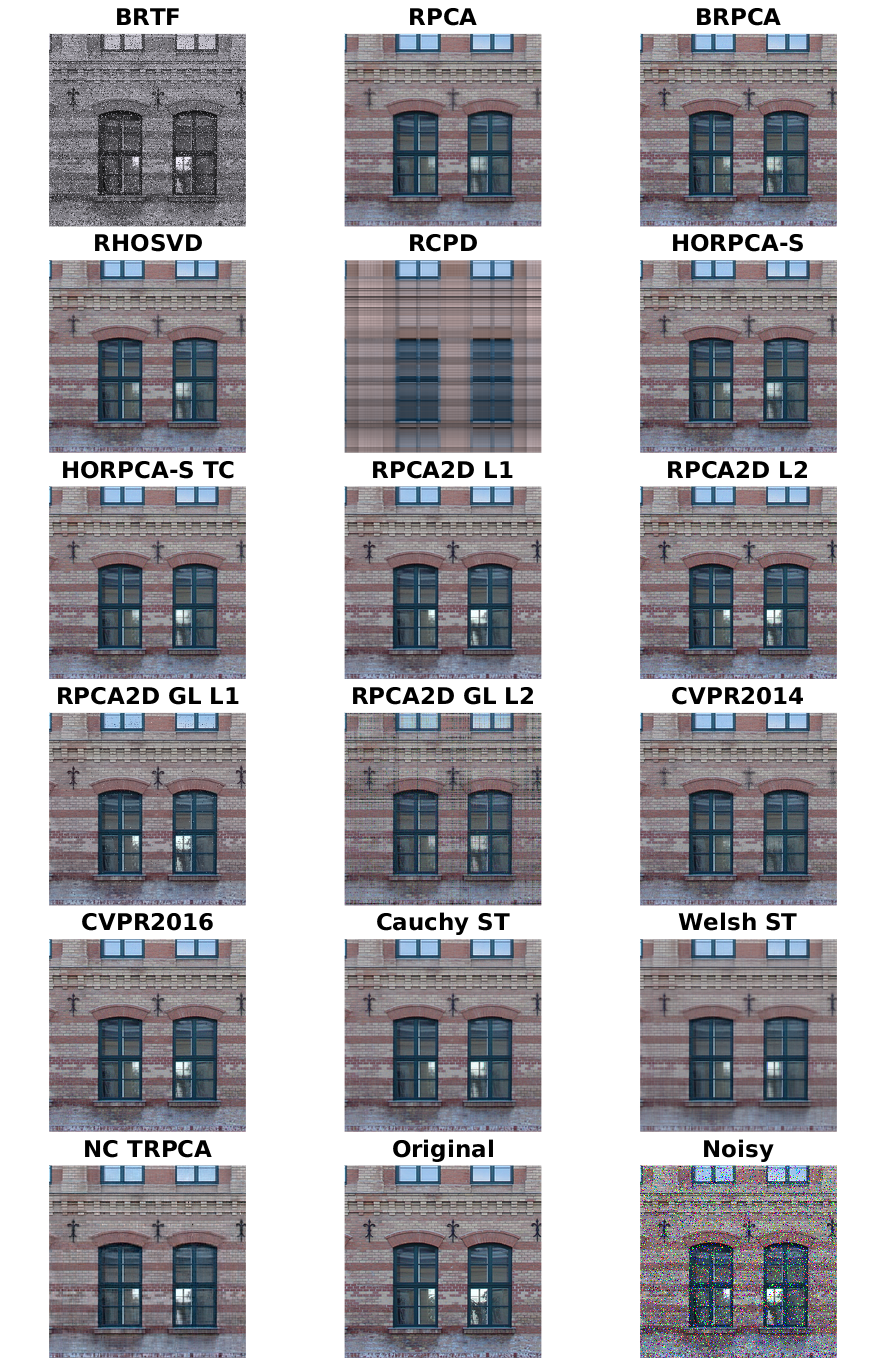 BRTF
RPCA
BRPCA
RHOSVD
RCPD
HORPCA-S
HORPCA-S TC
RPCA2D L1
RPCA2D L2
RPCA2D GL L1
RPCA2D GL L2
CVPR2014
CVPR2016
Cauchy ST
Welsh ST
NC TRPCA
Original
Noisy